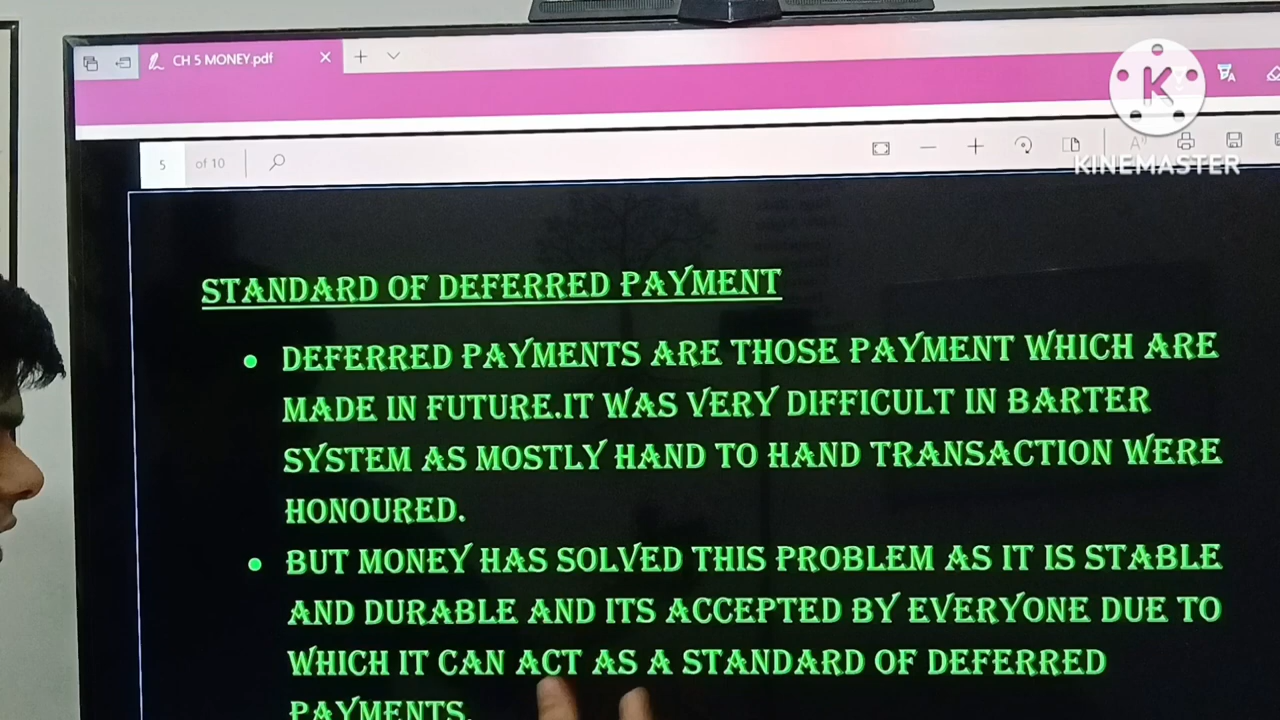 CH 5 MONEY.pdf
5 of 10
K
KINEMASTER
STANDARD OF DEFERRED PAYMENT
DEFERRED PAYMENTS ARE THOSE PAYMENT WHICH ARE
MADE IN FUTURE.IT WAS VERY DIFFICULT IN BARTER
SYSTEM AS MOSTLY HAND TO HAND TRANSACTION WERE
HONOURED.
BUT MONEY HAS SOLVED THIS PROBLEM AS IT IS STABLE
AND DURABLE AND ITS ACCEPTED BY EVERYONE DUE TO
WHICH IT CAN ACT AS A STANDARD OF DEFERRED
PAYMENTS.